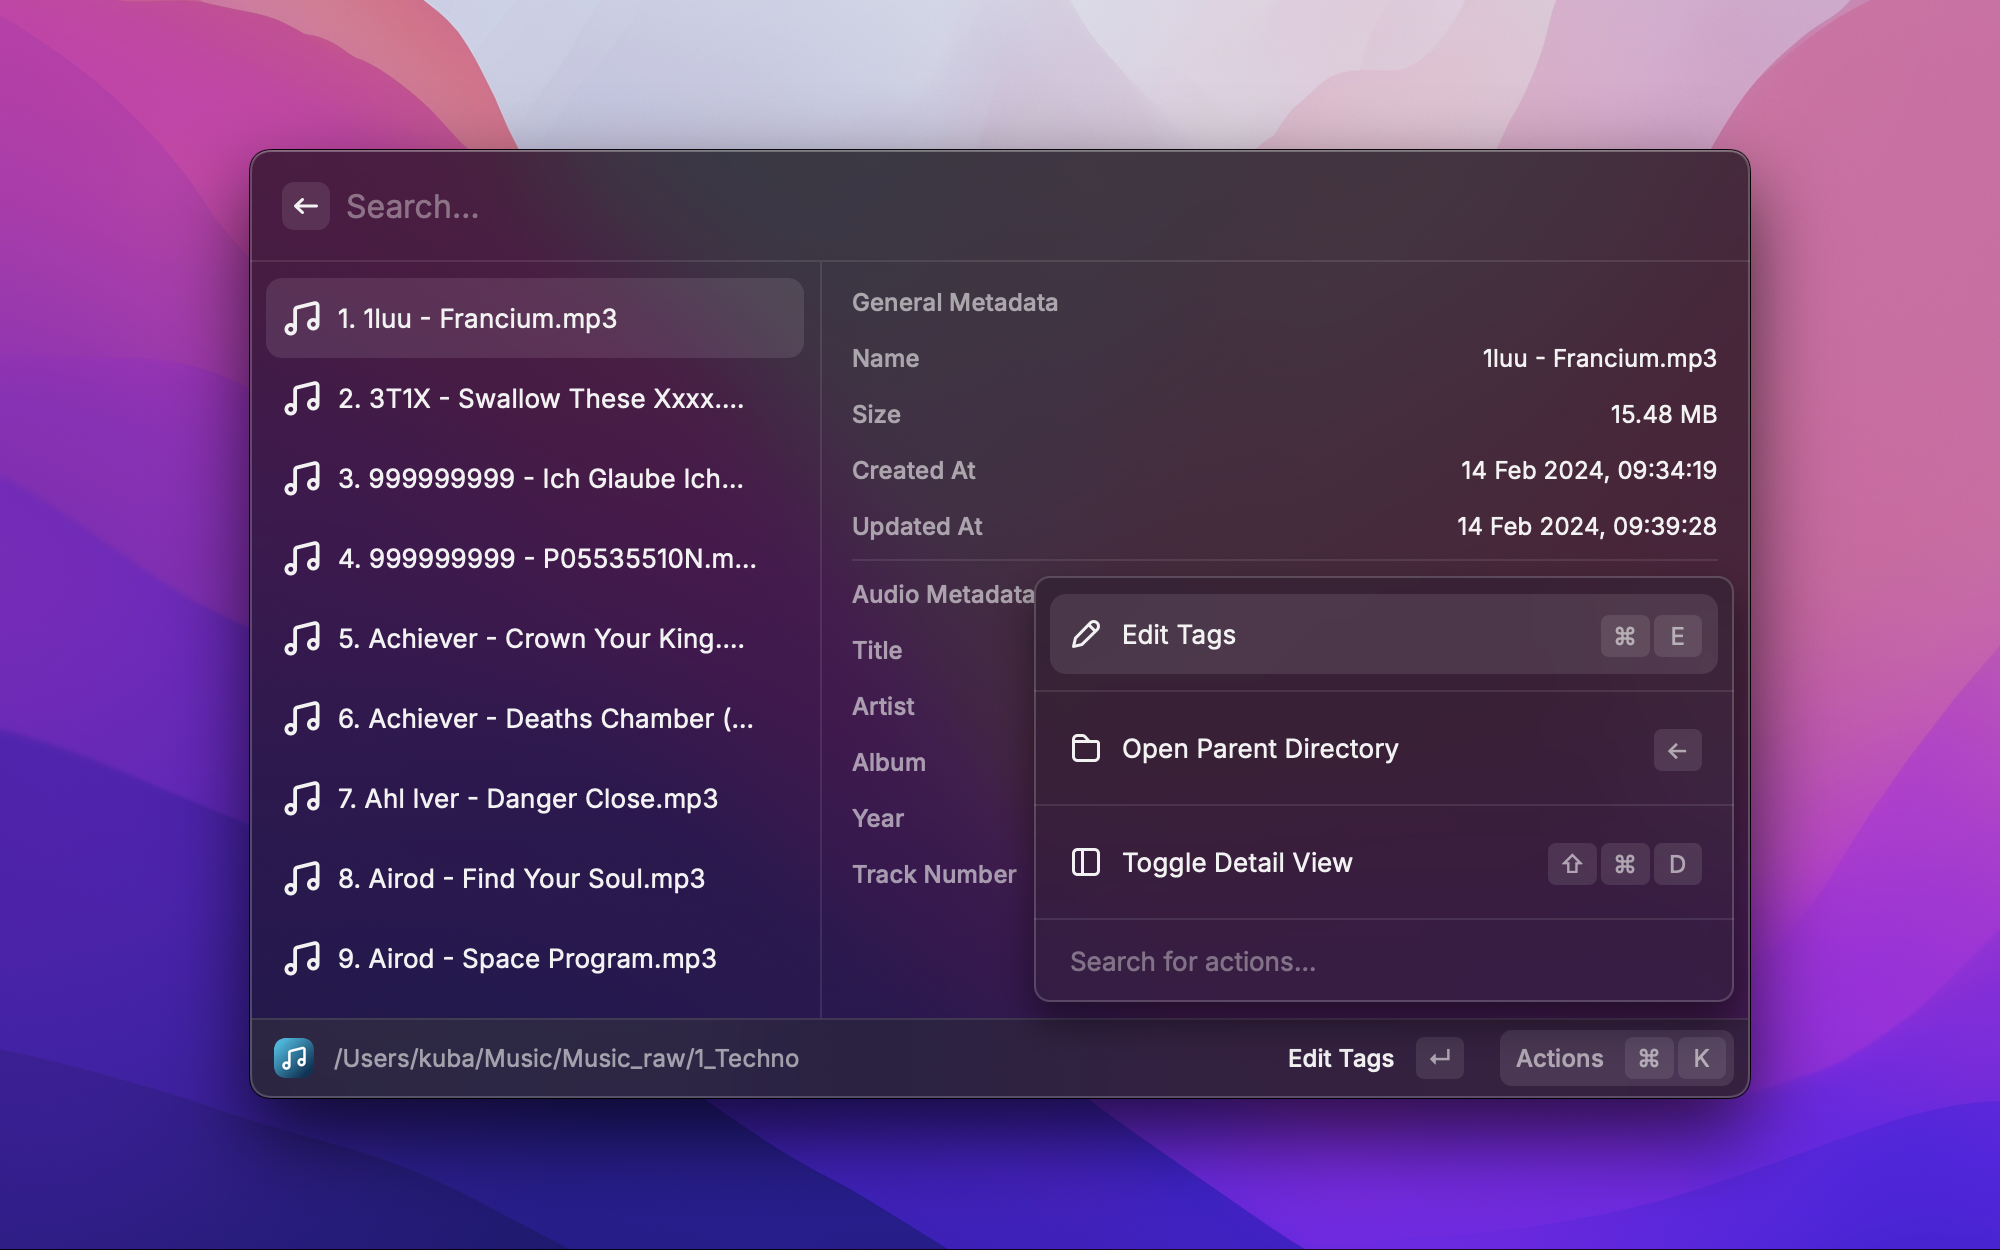 Search...
1. 1luu - Francium.mp3
2. 3T1X - Swallow These Xxxx....
3. 999999999 - Ich Glaube Ich...
4. 999999999 - P05535510N.m...
5. Achiever - Crown Your King....
6. Achiever - Deaths Chamber (...
7. Ahl Iver - Danger Close.mp3
8. Airod - Find Your Soul.mp3
9. Airod - Space Program.mp3
General Metadata
Name 1luu - Francium.mp3
Size 15.48 MB
Created At 14 Feb 2024, 09:34:19
Updated At 14 Feb 2024, 09:39:28
Audio Metadata
Title
Artist
Album
Year
Track Number
Edit Tags ⌘ E
Open Parent Directory ←
Toggle Detail View ⇧ ⌘ D
Search for actions...
/Users/kuba/Music/Music_raw/1_Techno
Edit Tags ↵ Actions ⌘ K